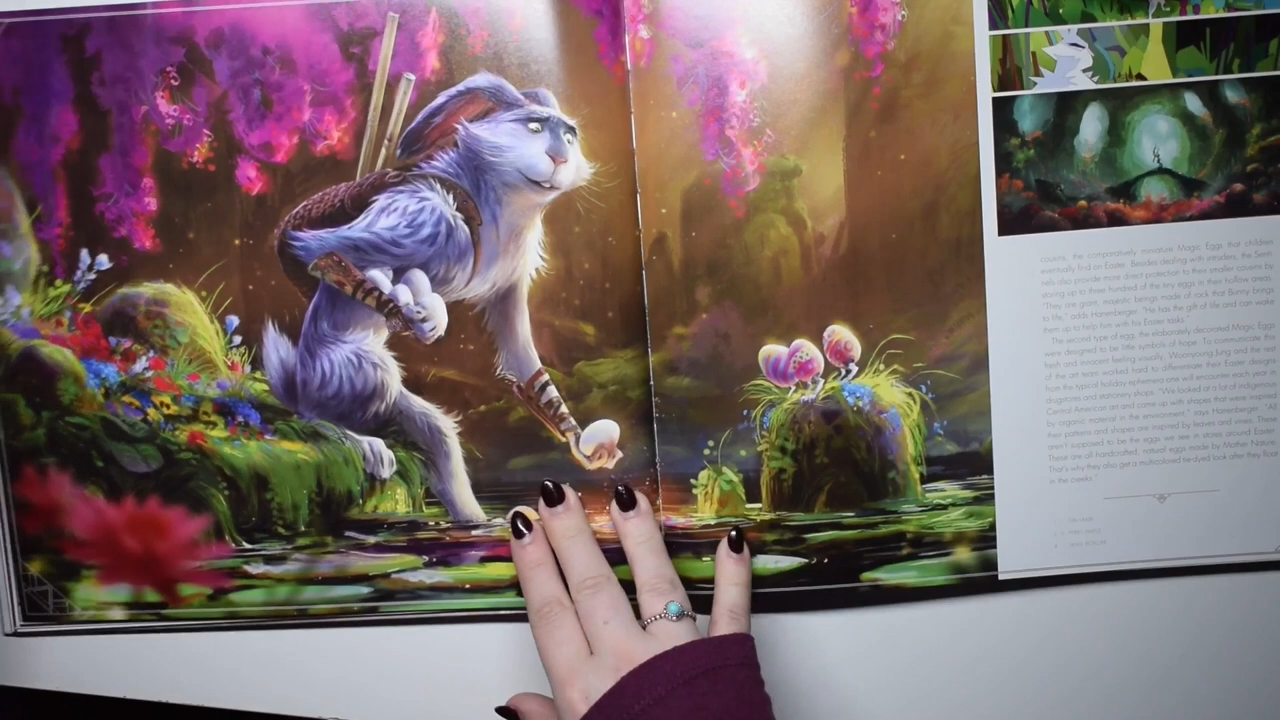 cousins, the comparatively miniature Magic Eggs that children
eventually find on Easter. Besides dealing with intruders, the Senti-
nels also provide more direct protection to their smaller cousins by
storing up to three hundred of the tiny eggs in their hollow areas.
"They are giant, majestic beings made of rock that Bunny brings
to life," adds Hanenberger. "He has the gift of life and can wake
them up to help him with his Easter tasks."
The second type of egg, the elaborately decorated Magic Eggs
were designed to be little symbols of hope. To communicate this
fresh and innocent feeling visually, Woonyoung Jung and the rest
of the art team worked hard to differentiate their Easter designs
from the typical holiday ephemera one will encounter each year in
drugstores and stationery shops. "We looked at a lot of indigenous
Central American art and came up with shapes that were inspired
by organic material in the environment," says Hanenberger. "All
their patterns and shapes are inspired by leaves and vines. These
aren't supposed to be the eggs we see in stores around Easter.
These are all handcrafted, natural eggs made by Mother Nature.
That's why they also get a multicolored tie-dyed look after they float
in the creeks."